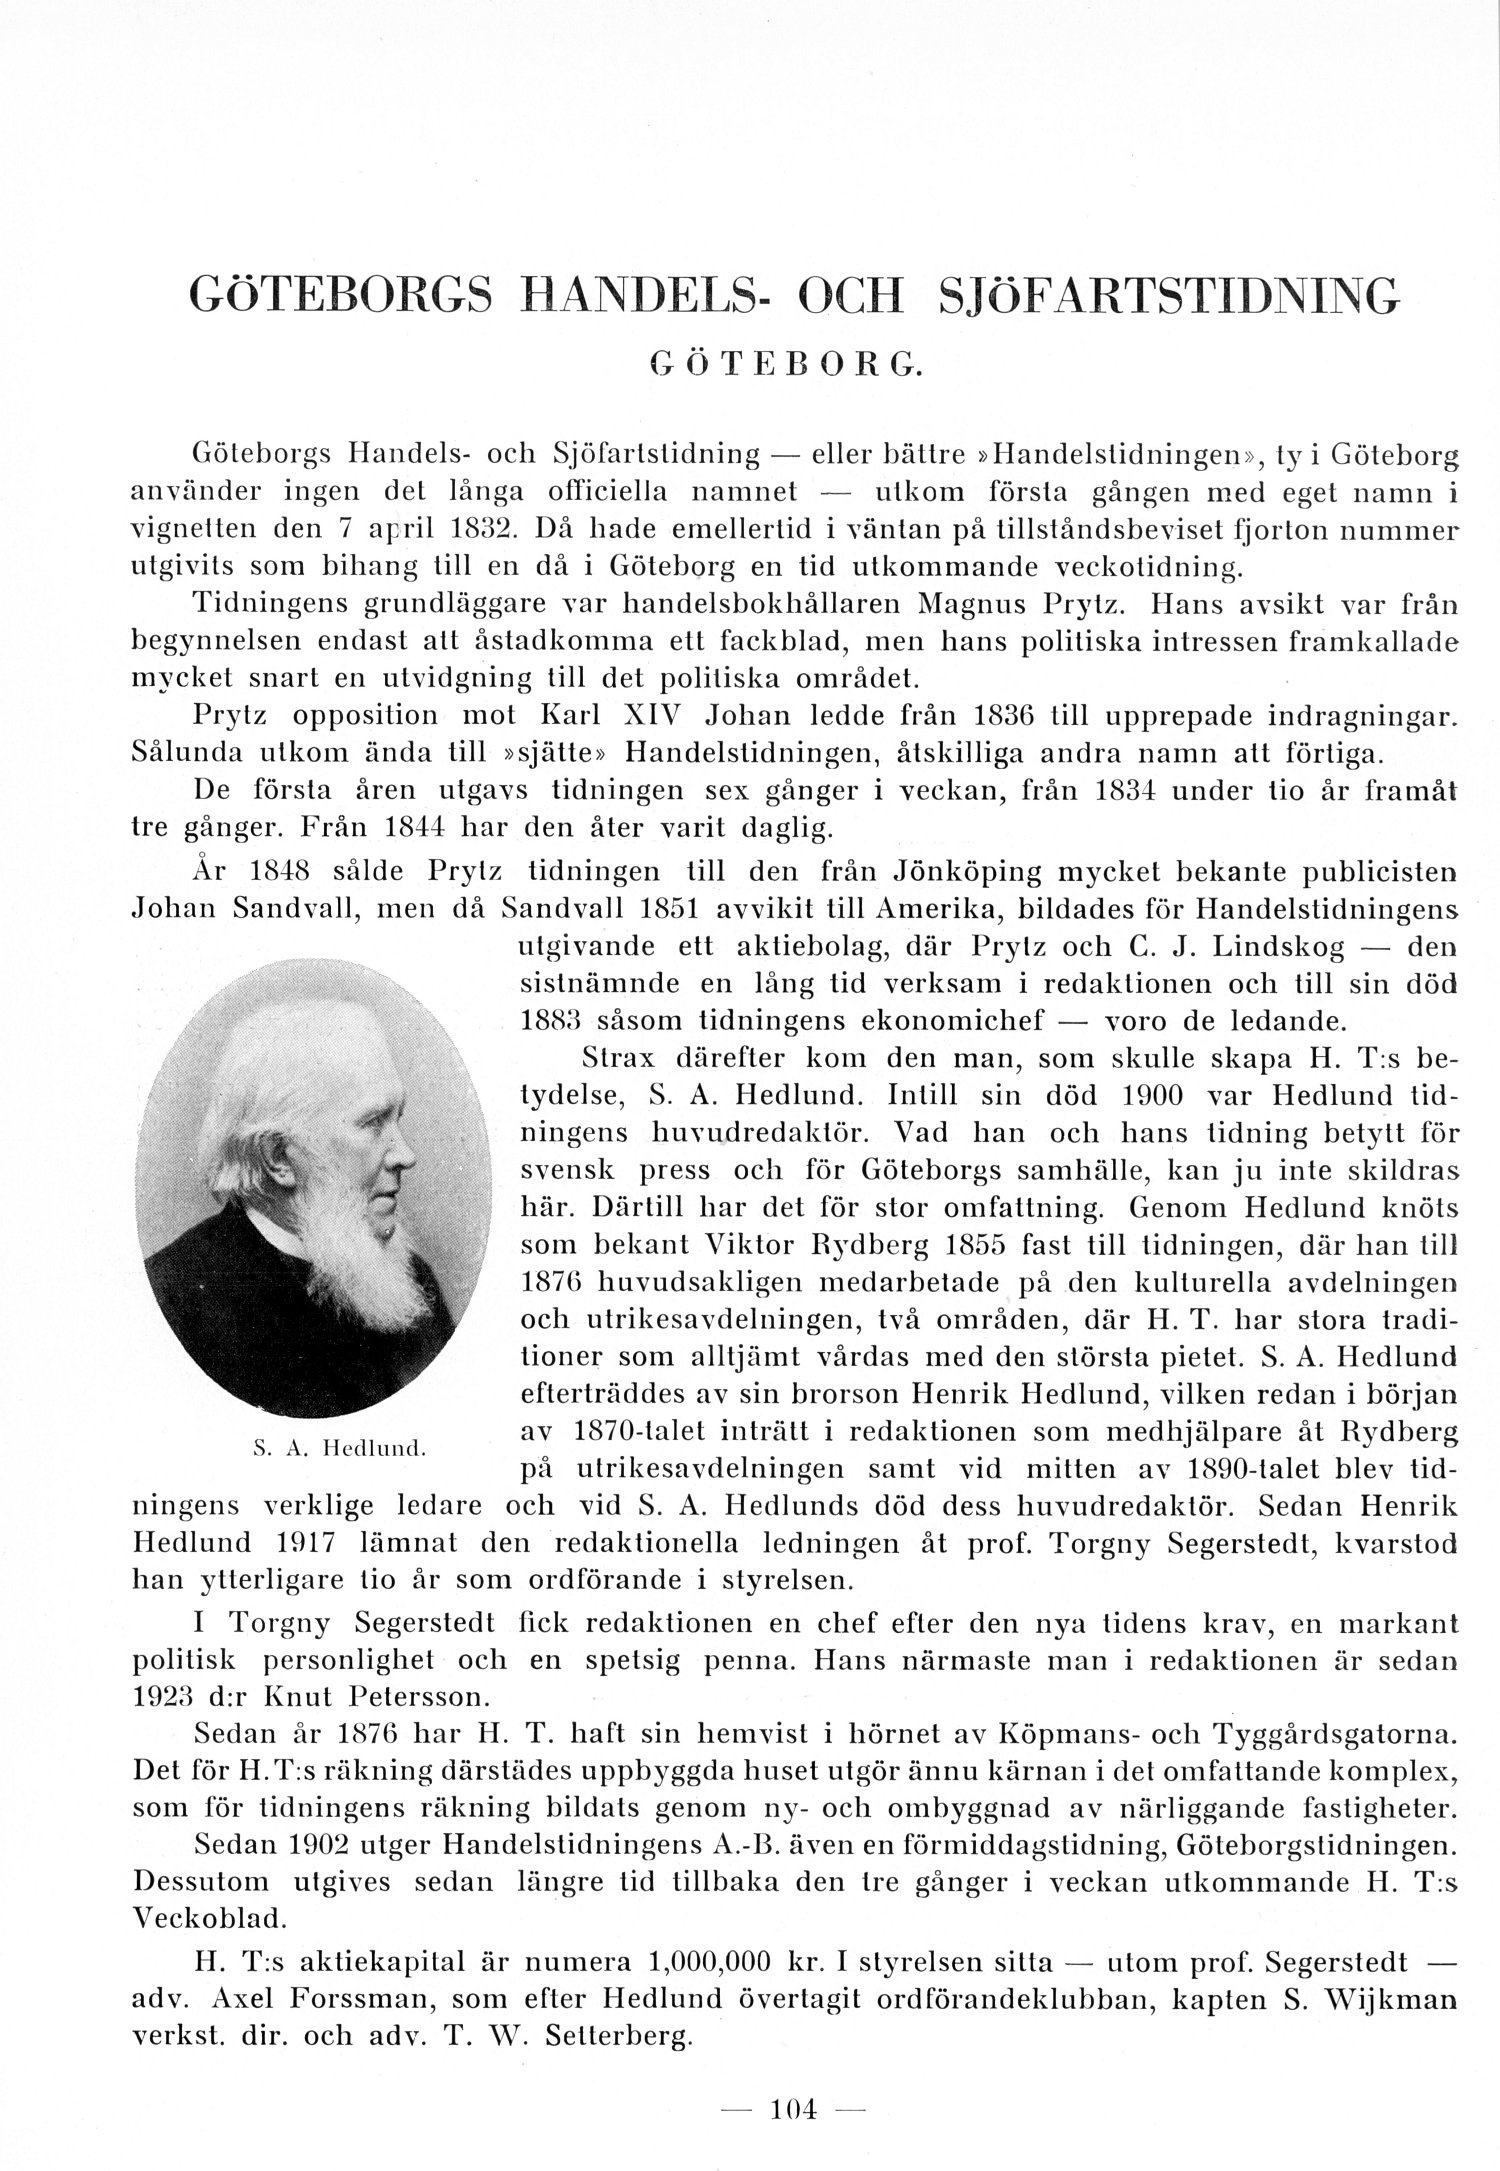 GÖTEBORGS HANDELS- OCH SJÖFARTSTIDNING
GÖTEBORG.
Göteborgs Handels- och Sjöfartstidning — eller bättre »Handelstidningen», ty i Göteborg
använder ingen det långa officiella namnet — utkom första gången med eget namn i
vignetten den 7 april 1832. Då hade emellertid i väntan på tillståndsbeviset fjorton nummer
utgivits som bihang till en då i Göteborg en tid utkommande veckotidning.
Tidningens grundläggare var handelsbokhållaren Magnus Prytz. Hans avsikt var från
begynnelsen endast att åstadkomma ett fackblad, men hans politiska intressen framkallade
mycket snart en utvidgning till det politiska området.
Prytz opposition mot Karl XIV Johan ledde från 1836 till upprepade indragningar.
Sålunda utkom ända till »sjätte» Handelstidningen, åtskilliga andra namn att förtiga.
De första åren utgavs tidningen sex gånger i veckan, från 1834 under tio år framåt
tre gånger. Från 1844 har den åter varit daglig.
År 1848 sålde Prytz tidningen till den från Jönköping mycket bekante publicisten
Johan Sandvall, men då Sandvall 1851 avvikit till Amerika, bildades för Handelstidningens
utgivande ett aktiebolag, där Prytz och C. J. Lindskog — den
sistnämnde en lång tid verksam i redaktionen och till sin död
1883 såsom tidningens ekonomichef — voro de ledande.
Strax därefter kom den man, som skulle skapa H. T:s be-
tydelse, S. A. Hedlund. Intill sin död 1900 var Hedlund tid-
ningens huvudredaktör. Vad han och hans tidning betytt för
svensk press och för Göteborgs samhälle, kan ju inte skildras
här. Därtill har det för stor omfattning. Genom Hedlund knöts
som bekant Viktor Rydberg 1855 fast till tidningen, där han till
1876 huvudsakligen medarbetade på den kulturella avdelningen
och utrikesavdelningen, två områden, där H. T. har stora tradi-
tioner som alltjämt vårdas med den största pietet. S. A. Hedlund
efterträddes av sin brorson Henrik Hedlund, vilken redan i början
av 1870-talet inträtt i redaktionen som medhjälpare åt Rydberg
på utrikesavdelningen samt vid mitten av 1890-talet blev tid-
S. A. Hedlund.
ningens verklige ledare och vid S. A. Hedlunds död dess huvudredaktör. Sedan Henrik
Hedlund 1917 lämnat den redaktionella ledningen åt prof. Torgny Segerstedt, kvarstod
han ytterligare tio år som ordförande i styrelsen.
I Torgny Segerstedt fick redaktionen en chef efter den nya tidens krav, en markant
politisk personlighet och en spetsig penna. Hans närmaste man i redaktionen är sedan
1923 d:r Knut Petersson.
Sedan år 1876 har H. T. haft sin hemvist i hörnet av Köpmans- och Tyggårdsgatorna.
Det för H.T:s räkning därstädes uppbyggda huset utgör ännu kärnan i det omfattande komplex,
som för tidningens räkning bildats genom ny- och ombyggnad av närliggande fastigheter.
Sedan 1902 utger Handelstidningens A.-B. även en förmiddagstidning, Göteborgstidningen.
Dessutom utgives sedan längre tid tillbaka den tre gånger i veckan utkommande H. T:s
Veckoblad.
H. T:s aktiekapital är numera 1,000,000 kr. I styrelsen sitta — utom prof. Segerstedt —
adv. Axel Forssman, som efter Hedlund övertagit ordförandeklubban, kapten S. Wijkman
verkst. dir. och adv. T. W. Setterberg.
— 104 —